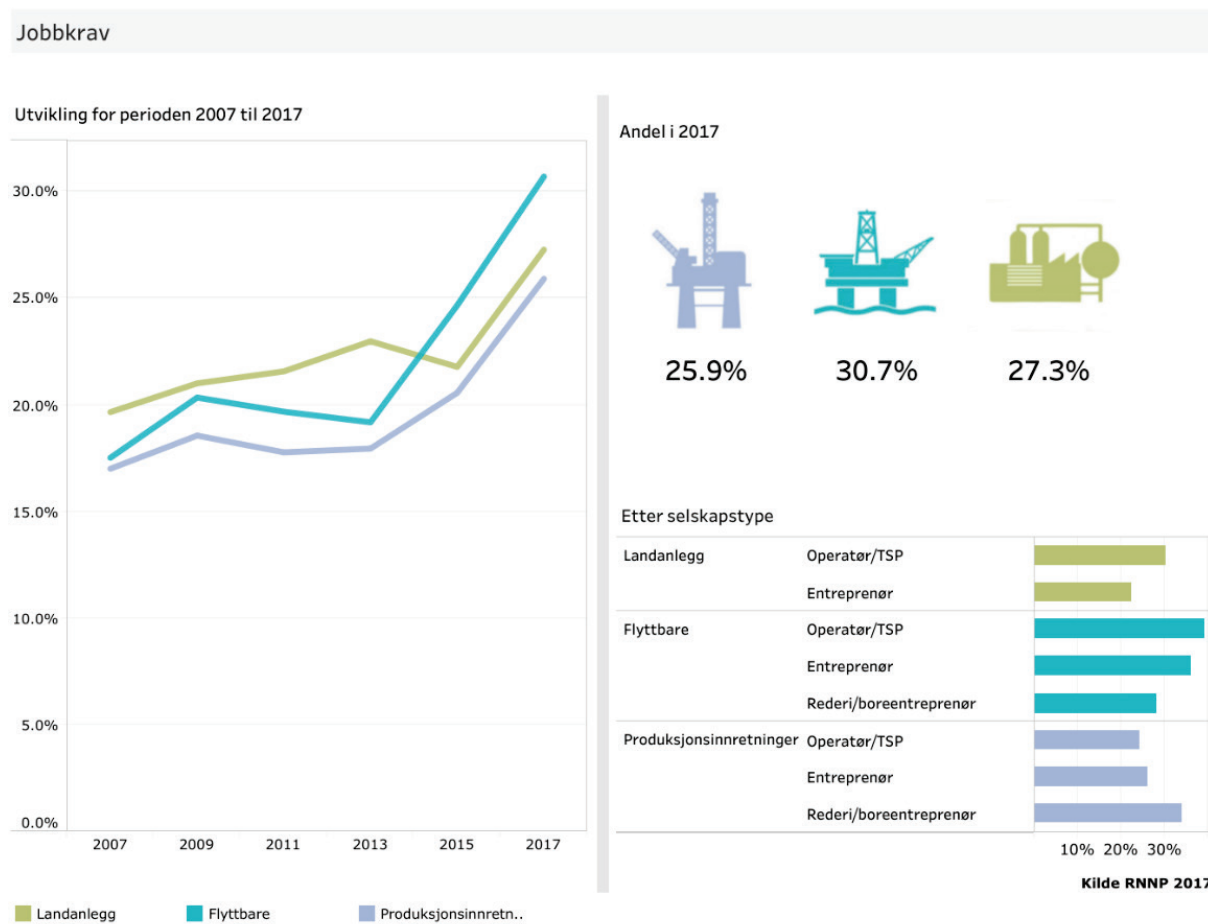 Jobbkrav
Utvikling for perioden 2007 til 2017
30.0%
25.0%
20.0%
15.0%
10.0%
5.0%
0.0%
2007 2009 2011 2013 2015 2017
Landanlegg Flyttbare Produksjonsinnretn..
Andel i 2017
25.9% 30.7% 27.3%
Etter selskapstype
Landanlegg Operatør/TSP
Entreprenør
Flyttbare Operatør/TSP
Entreprenør
Rederi/boreentreprenør
Produksjonsinnretninger Operatør/TSP
Entreprenør
Rederi/boreentreprenør
10% 20% 30%
Kilde RNNP 2017